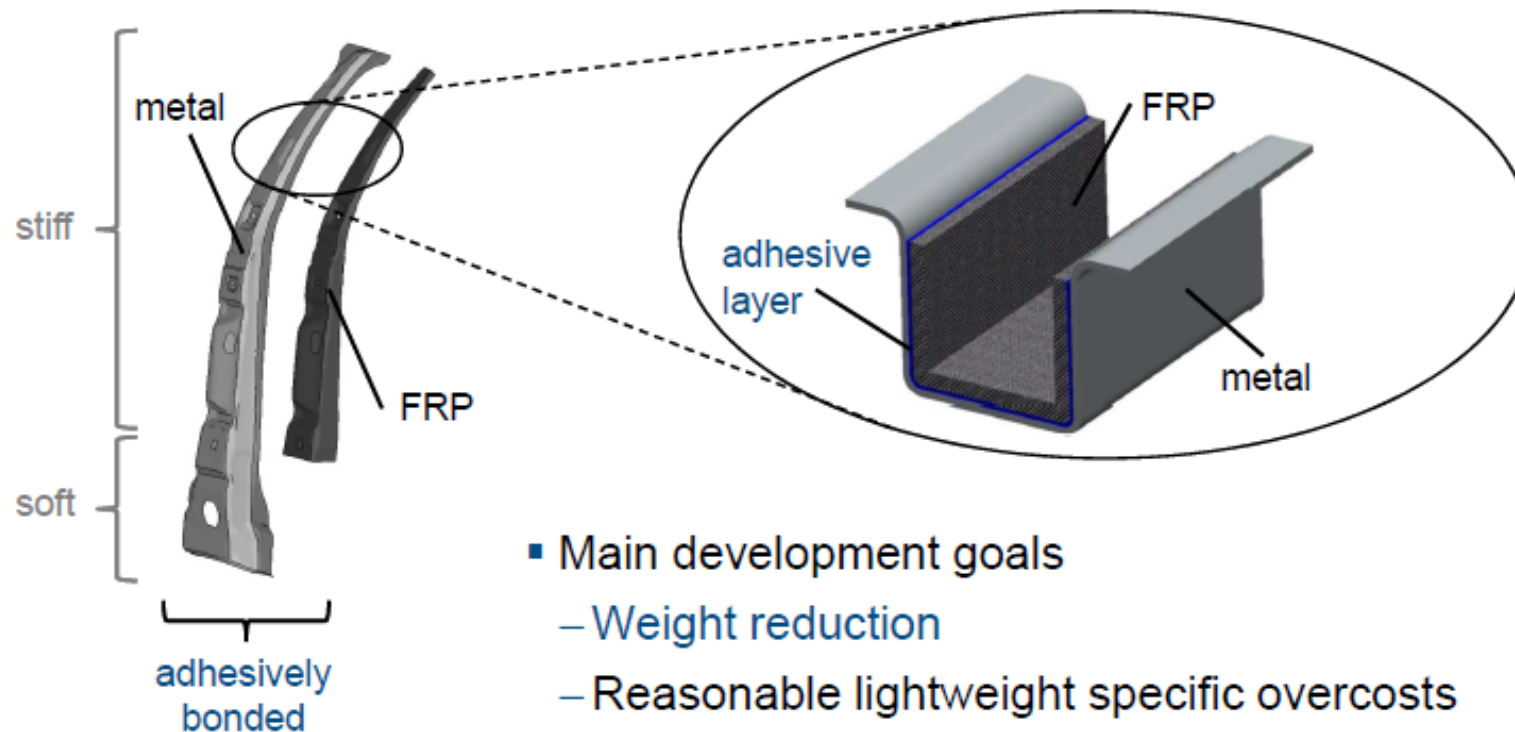 metal
stiff
FRP
soft
adhesively
bonded
FRP
adhesive
layer
metal
▪ Main development goals
– Weight reduction
– Reasonable lightweight specific overcosts